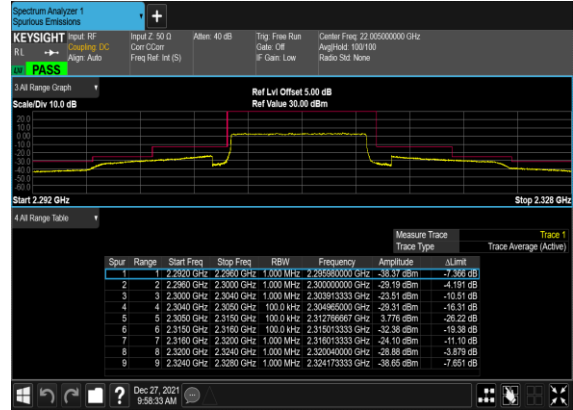 Spectrum Analyzer 1
Spurious Emissions
KEYSIGHT Input: RF Input Z: 50 Ω Atten: 40 dB Trig: Free Run Center Freq: 22.005000000 GHz
RL Coupling: DC Corr CCorr Gate: Off Avg|Hold: 100/100
Align: Auto Freq Ref: Int (S) IF Gain: Low Radio Std: None
PASS
3 All Range Graph
Ref Lvl Offset 5.00 dB
Scale/Div 10.0 dB Ref Value 30.00 dBm
20.0
10.0
0.00
-10.0
-20.0
-30.0
-40.0
-50.0
-60.0
Start 2.292 GHz Stop 2.328 GHz
4 All Range Table
Measure Trace Trace 1
Trace Type Trace Average (Active)
Spur Range Start Freq Stop Freq RBW Frequency Amplitude ΔLimit
1 1 2.2920 GHz 2.2960 GHz 1.000 MHz 2.295980000 GHz -38.37 dBm -7.366 dB
2 2 2.2960 GHz 2.3000 GHz 1.000 MHz 2.300000000 GHz -29.19 dBm -4.191 dB
3 3 2.3000 GHz 2.3040 GHz 1.000 MHz 2.303913333 GHz -23.51 dBm -10.51 dB
4 4 2.3040 GHz 2.3050 GHz 100.0 kHz 2.304965000 GHz -29.31 dBm -16.31 dB
5 5 2.3050 GHz 2.3150 GHz 100.0 kHz 2.312766667 GHz 3.776 dBm -26.22 dB
6 6 2.3150 GHz 2.3160 GHz 100.0 kHz 2.315013333 GHz -32.38 dBm -19.38 dB
7 7 2.3160 GHz 2.3200 GHz 1.000 MHz 2.316013333 GHz -24.10 dBm -11.10 dB
8 8 2.3200 GHz 2.3240 GHz 1.000 MHz 2.320040000 GHz -28.88 dBm -3.879 dB
9 9 2.3240 GHz 2.3280 GHz 1.000 MHz 2.324173333 GHz -38.65 dBm -7.651 dB
Dec 27, 2021
9:58:33 AM